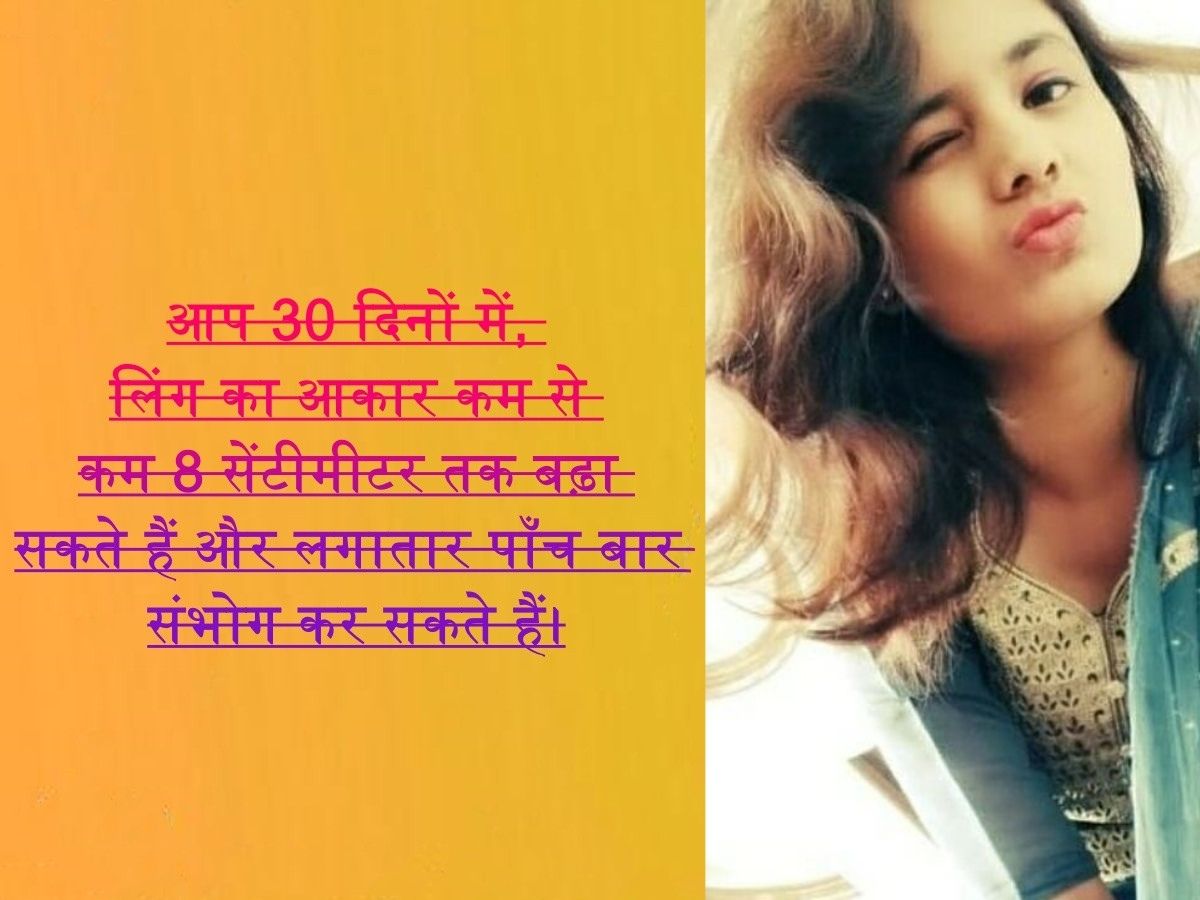 आप 30 दिनों में,
लिंग का आकार कम से
कम 8 सेंटीमीटर तक बढ़ा
सकते हैं और लगातार पाँच बार
संभोग कर सकते हैं।